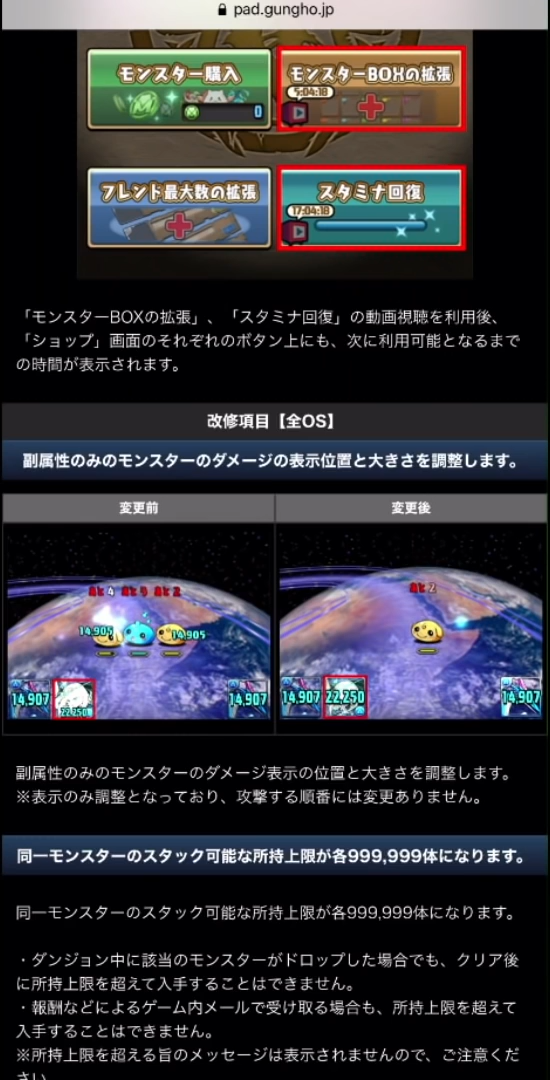 pad.gungho.jp
モンスター購入
モンスターBOXの拡張
5:04:18
0
フレンド最大数の拡張
スタミナ回復
17:04:18
「モンスターBOXの拡張」、「スタミナ回復」の動画視聴を利用後、
「ショップ」画面のそれぞれのボタン上にも、次に利用可能となるまで
の時間が表示されます。
改修項目【全OS】
副属性のみのモンスターのダメージの表示位置と大きさを調整します。
変更前
変更後
あと 4 あと 5 あと 2
あと 2
14,905
14,905
14,907
22,250
14,907
14,907
22,250
14,907
副属性のみのモンスターのダメージ表示の位置と大きさを調整します。
※表示のみ調整となっており、攻撃する順番には変更ありません。
同一モンスターのスタック可能な所持上限が各999,999体になります。
同一モンスターのスタック可能な所持上限が各999,999体になります。
・ダンジョン中に該当のモンスターがドロップした場合でも、クリア後
に所持上限を超えて入手することはできません。
・報酬などによるゲーム内メールで受け取る場合も、所持上限を超えて
入手することはできません。
※所持上限を超える旨のメッセージは表示されませんので、ご注意くだ
さい